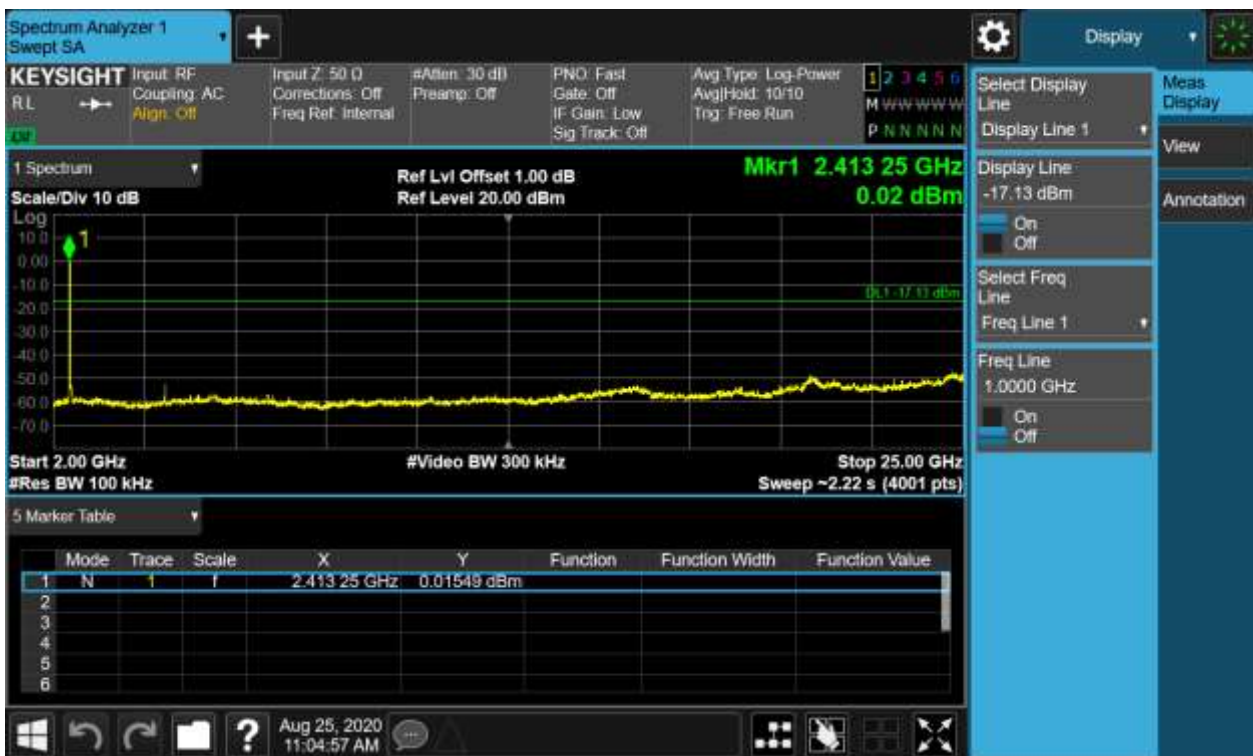 Spectrum Analyzer 1
Swept SA
Display
KEYSIGHT
RL
Input: RF
Coupling: AC
Align: Off
Input Z: 50 Ω
Corrections: Off
Freq Ref: Internal
#Atten: 30 dB
Preamp: Off
PNO: Fast
Gate: Off
IF Gain: Low
Sig Track: Off
Avg Type: Log-Power
Avg|Hold: 10/10
Trig: Free Run
1 2 3 4 5 6
M W W W W W
P N N N N N
1 Spectrum
Scale/Div 10 dB
Ref Lvl Offset 1.00 dB
Ref Level 20.00 dBm
Mkr1 2.413 25 GHz
0.02 dBm
Log
10.0
0.00
-10.0
-20.0
-30.0
-40.0
-50.0
-60.0
-70.0
1
DL1 -17.13 dBm
Start 2.00 GHz
#Video BW 300 kHz
Stop 25.00 GHz
#Res BW 100 kHz
Sweep ~2.22 s (4001 pts)
5 Marker Table
Mode Trace Scale X Y Function Function Width Function Value
1 N 1 f 2.413 25 GHz 0.01549 dBm
2
3
4
5
6
Select Display
Line
Display Line 1
Display Line
-17.13 dBm
On
Off
Select Freq
Line
Freq Line 1
Freq Line
1.0000 GHz
On
Off
Meas
Display
View
Annotation
?
Aug 25, 2020
11:04:57 AM